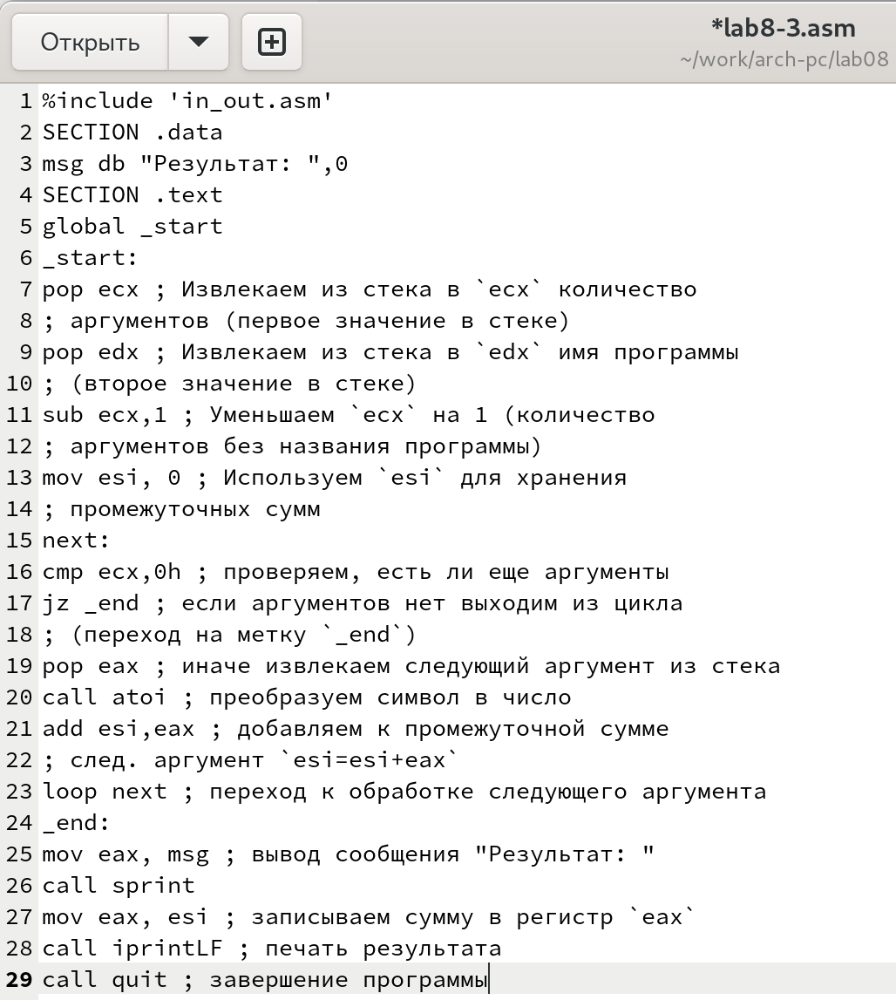 Открыть
*lab8-3.asm
~/work/arch-pc/lab08
1 %include 'in_out.asm'
2 SECTION .data
3 msg db "Результат: ",0
4 SECTION .text
5 global _start
6 _start:
7 pop ecx ; Извлекаем из стека в `ecx` количество
8 ; аргументов (первое значение в стеке)
9 pop edx ; Извлекаем из стека в `edx` имя программы
10 ; (второе значение в стеке)
11 sub ecx,1 ; Уменьшаем `ecx` на 1 (количество
12 ; аргументов без названия программы)
13 mov esi, 0 ; Используем `esi` для хранения
14 ; промежуточных сумм
15 next:
16 cmp ecx,0h ; проверяем, есть ли еще аргументы
17 jz _end ; если аргументов нет выходим из цикла
18 ; (переход на метку `_end`)
19 pop eax ; иначе извлекаем следующий аргумент из стека
20 call atoi ; преобразуем символ в число
21 add esi,eax ; добавляем к промежуточной сумме
22 ; след. аргумент `esi=esi+eax`
23 loop next ; переход к обработке следующего аргумента
24 _end:
25 mov eax, msg ; вывод сообщения "Результат: "
26 call sprint
27 mov eax, esi ; записываем сумму в регистр `eax`
28 call iprintLF ; печать результата
29 call quit ; завершение программы